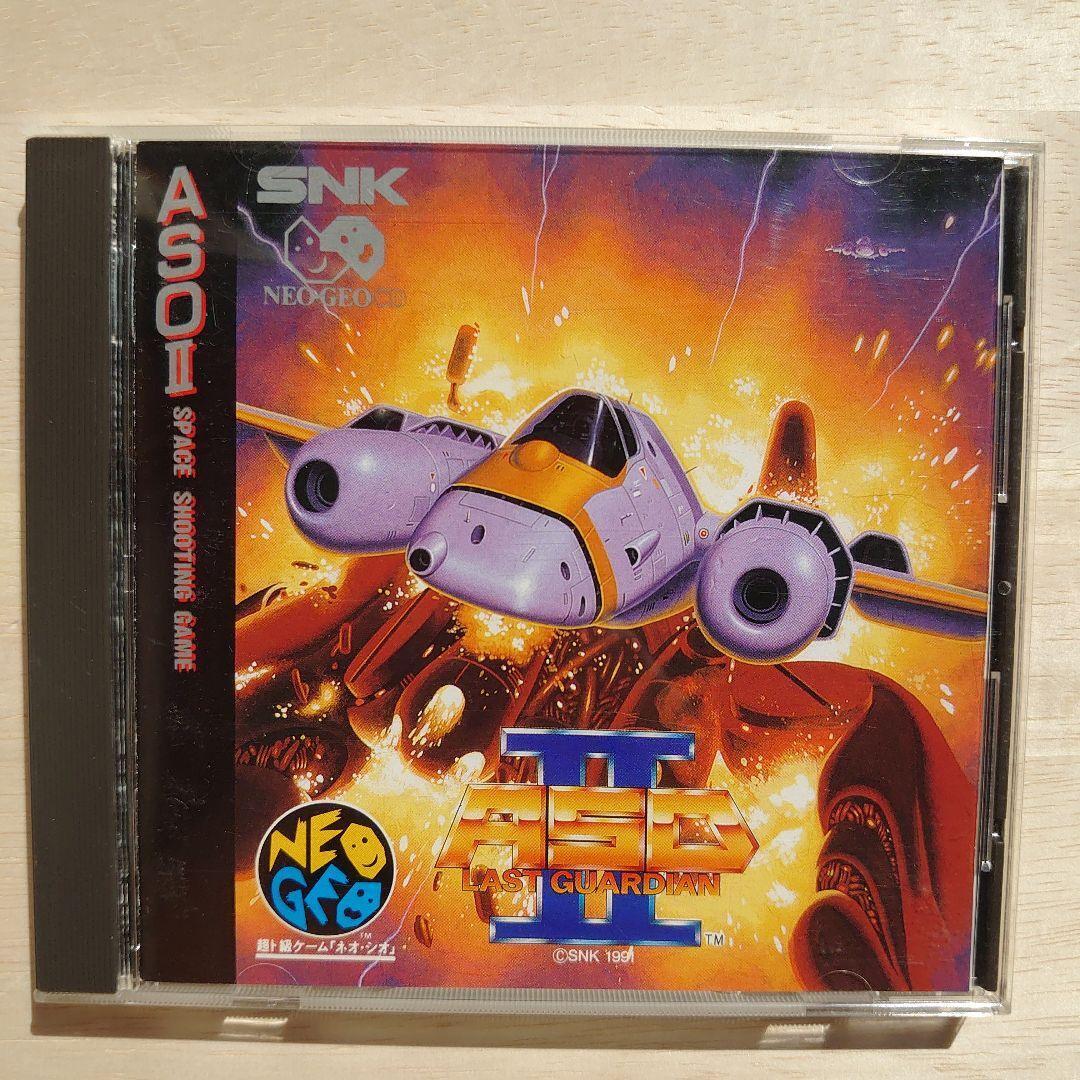 ASO II SPACE SHOOTING GAME
SNK
NEO·GEO CD
II
ASO
LAST GUARDIAN
TM
©SNK 1991
NEO
GEO
TM
超ド級ゲーム「ネオ・ジオ」